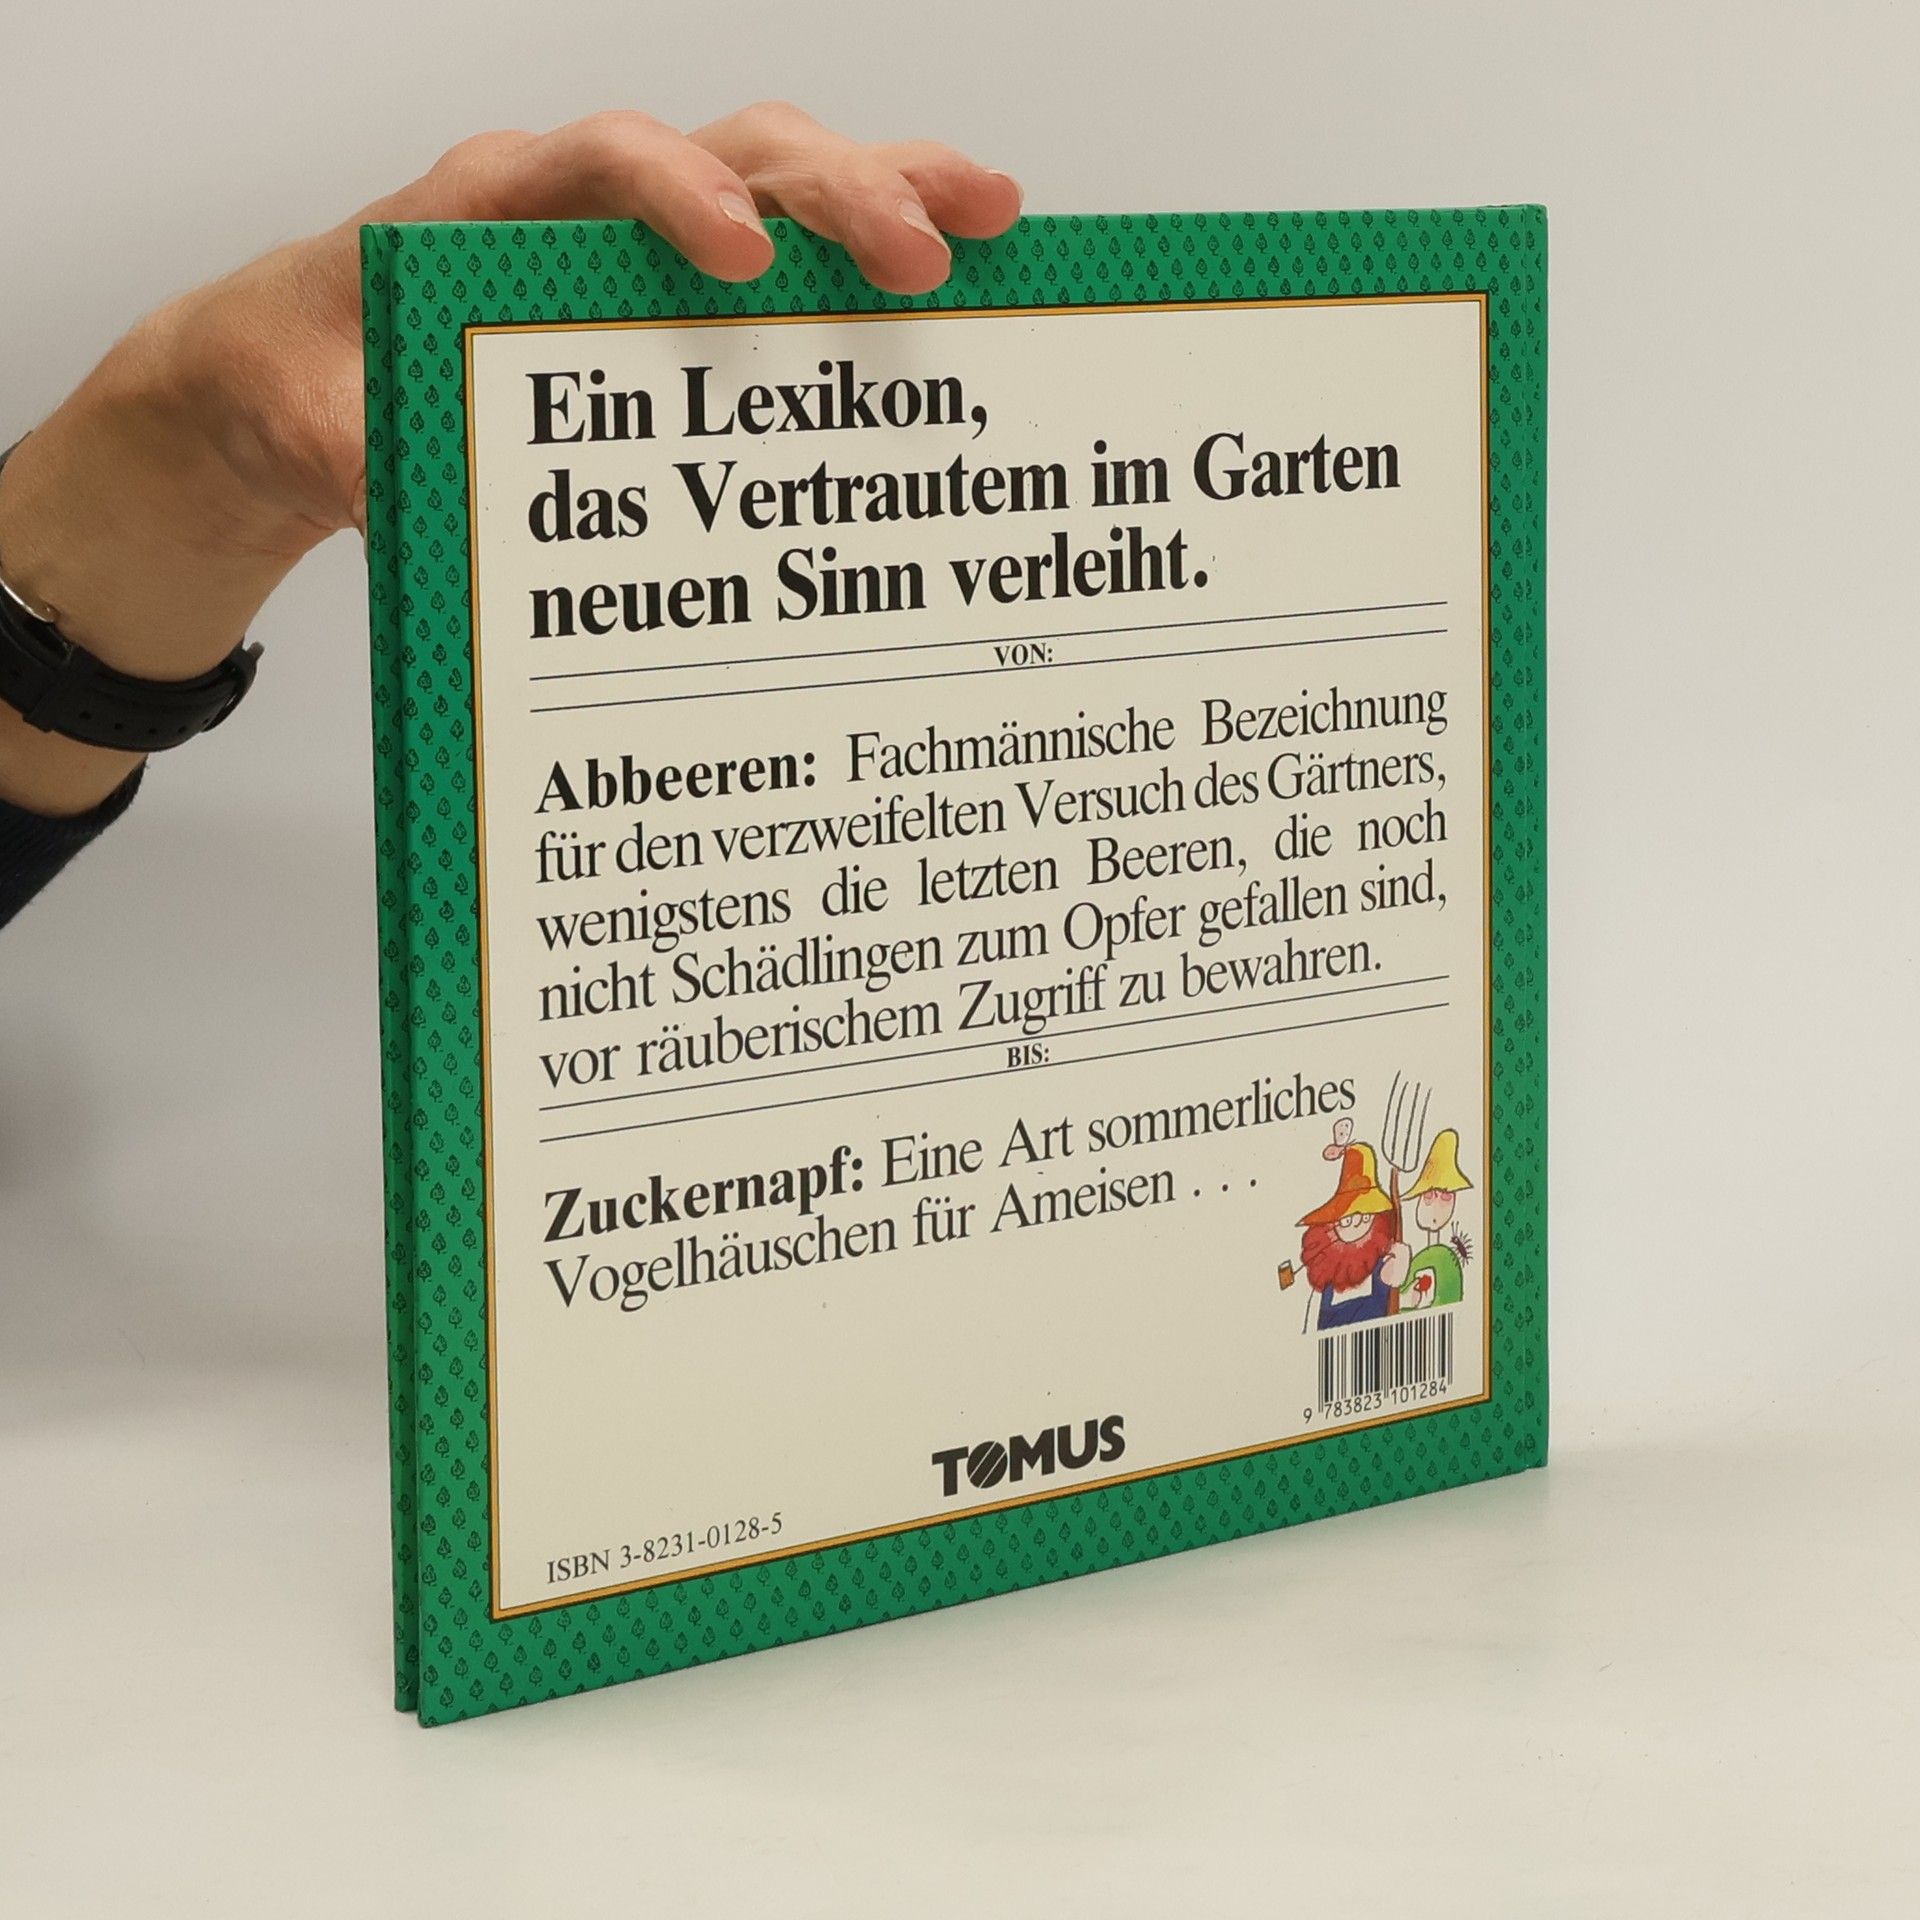 Ein Lexikon,
das Vertrautem im Garten
neuen Sinn verleiht.
VON:
Abbeeren: Fachmännische Bezeichnung
für den verzweifelten Versuch des Gärtners,
wenigstens die letzten Beeren, die noch
nicht Schädlingen zum Opfer gefallen sind,
vor räuberischem Zugriff zu bewahren.
BIS:
Zuckernapf: Eine Art sommerliches
Vogelhäuschen für Ameisen . . .
9 783823 101284
TOMUS
ISBN 3-8231-0128-5